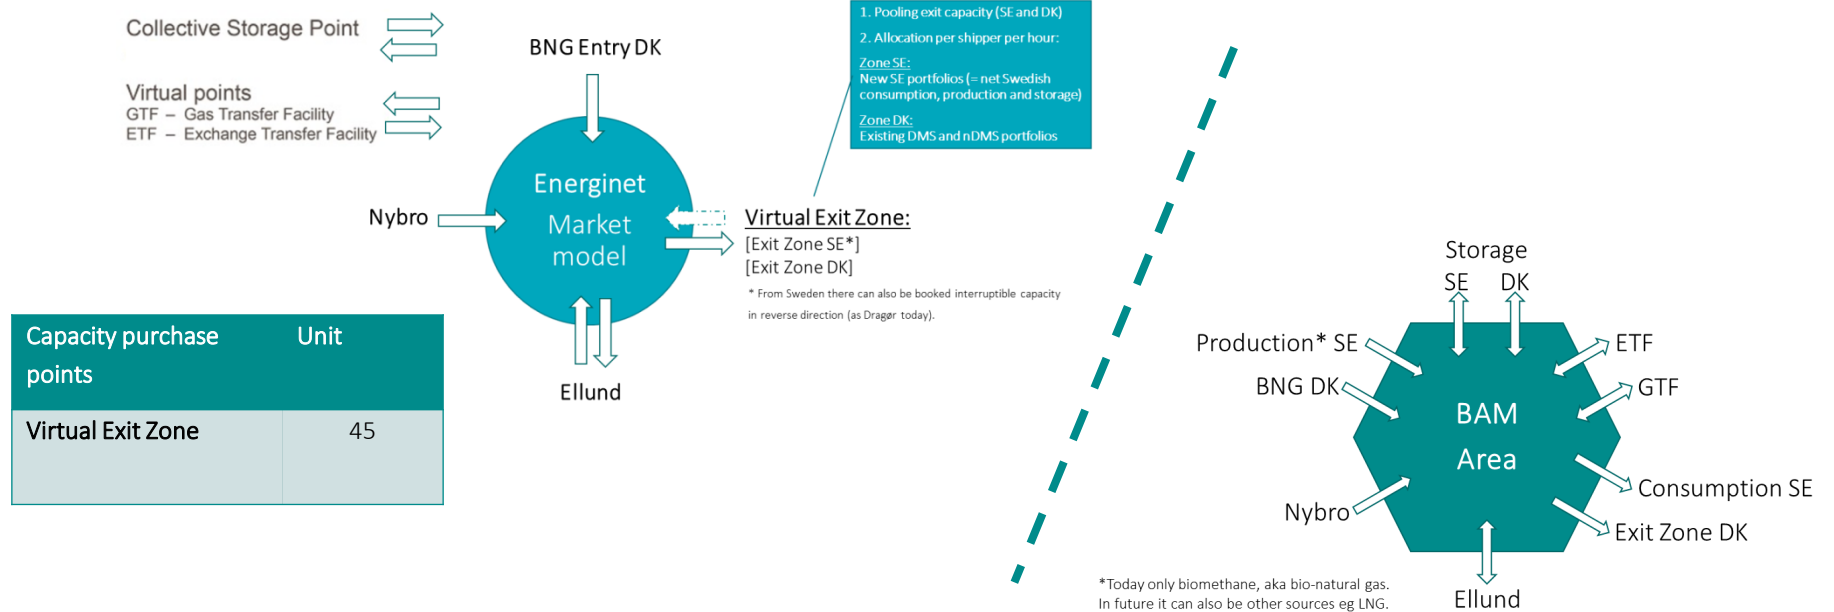 Collective Storage Point
Virtual points
GTF – Gas Transfer Facility
ETF – Exchange Transfer Facility
BNG Entry DK
1. Pooling exit capacity (SE and DK)
2. Allocation per shipper per hour:
Zone SE:
New SE portfolios (= net Swedish
consumption, production and storage)
Zone DK:
Existing DMS and nDMS portfolios
Energinet
Market
model
Nybro
Virtual Exit Zone:
[Exit Zone SE*]
[Exit Zone DK]
* From Sweden there can also be booked interruptible capacity
in reverse direction (as Dragør today).
Ellund
Capacity purchase
points
Unit
Virtual Exit Zone
45
Storage
SE
DK
Production* SE
BNG DK
Nybro
BAM
Area
ETF
GTF
Consumption SE
Exit Zone DK
Ellund
*Today only biomethane, aka bio-natural gas.
In future it can also be other sources eg LNG.